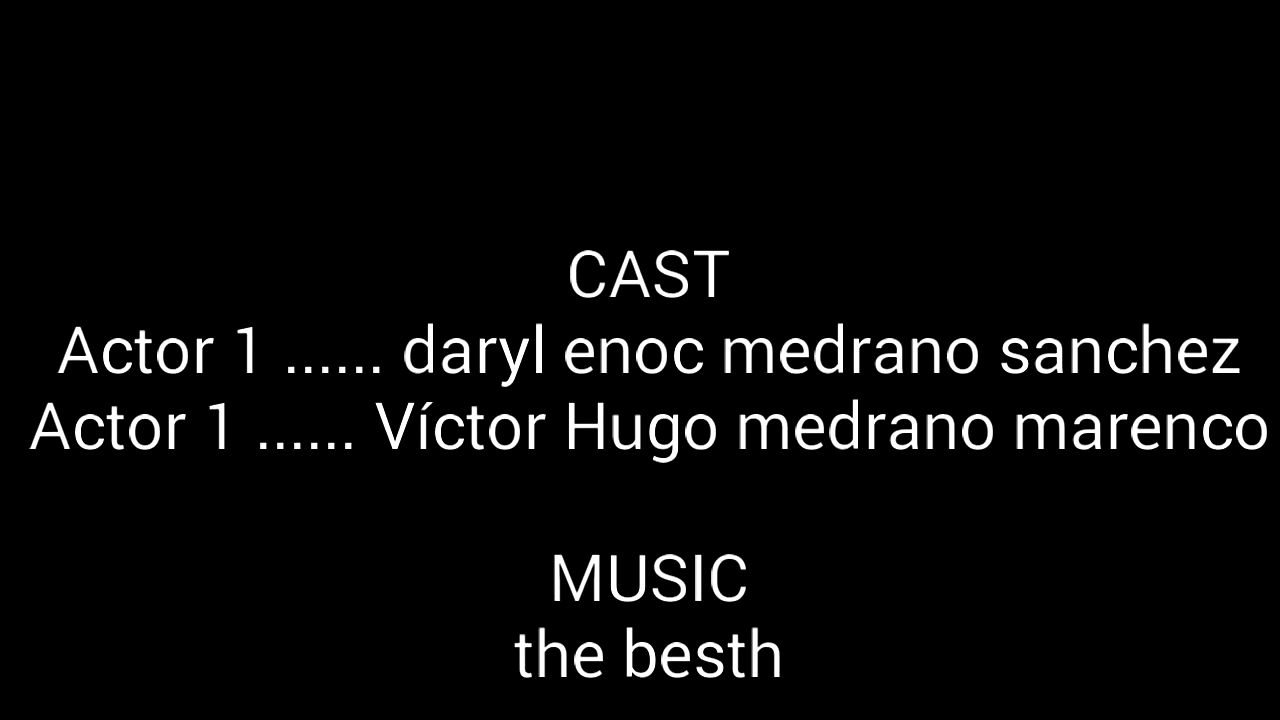 CAST
Actor 1 ...... daryl enoc medrano sanchez
Actor 1 ...... Víctor Hugo medrano marenco
MUSIC
the besth